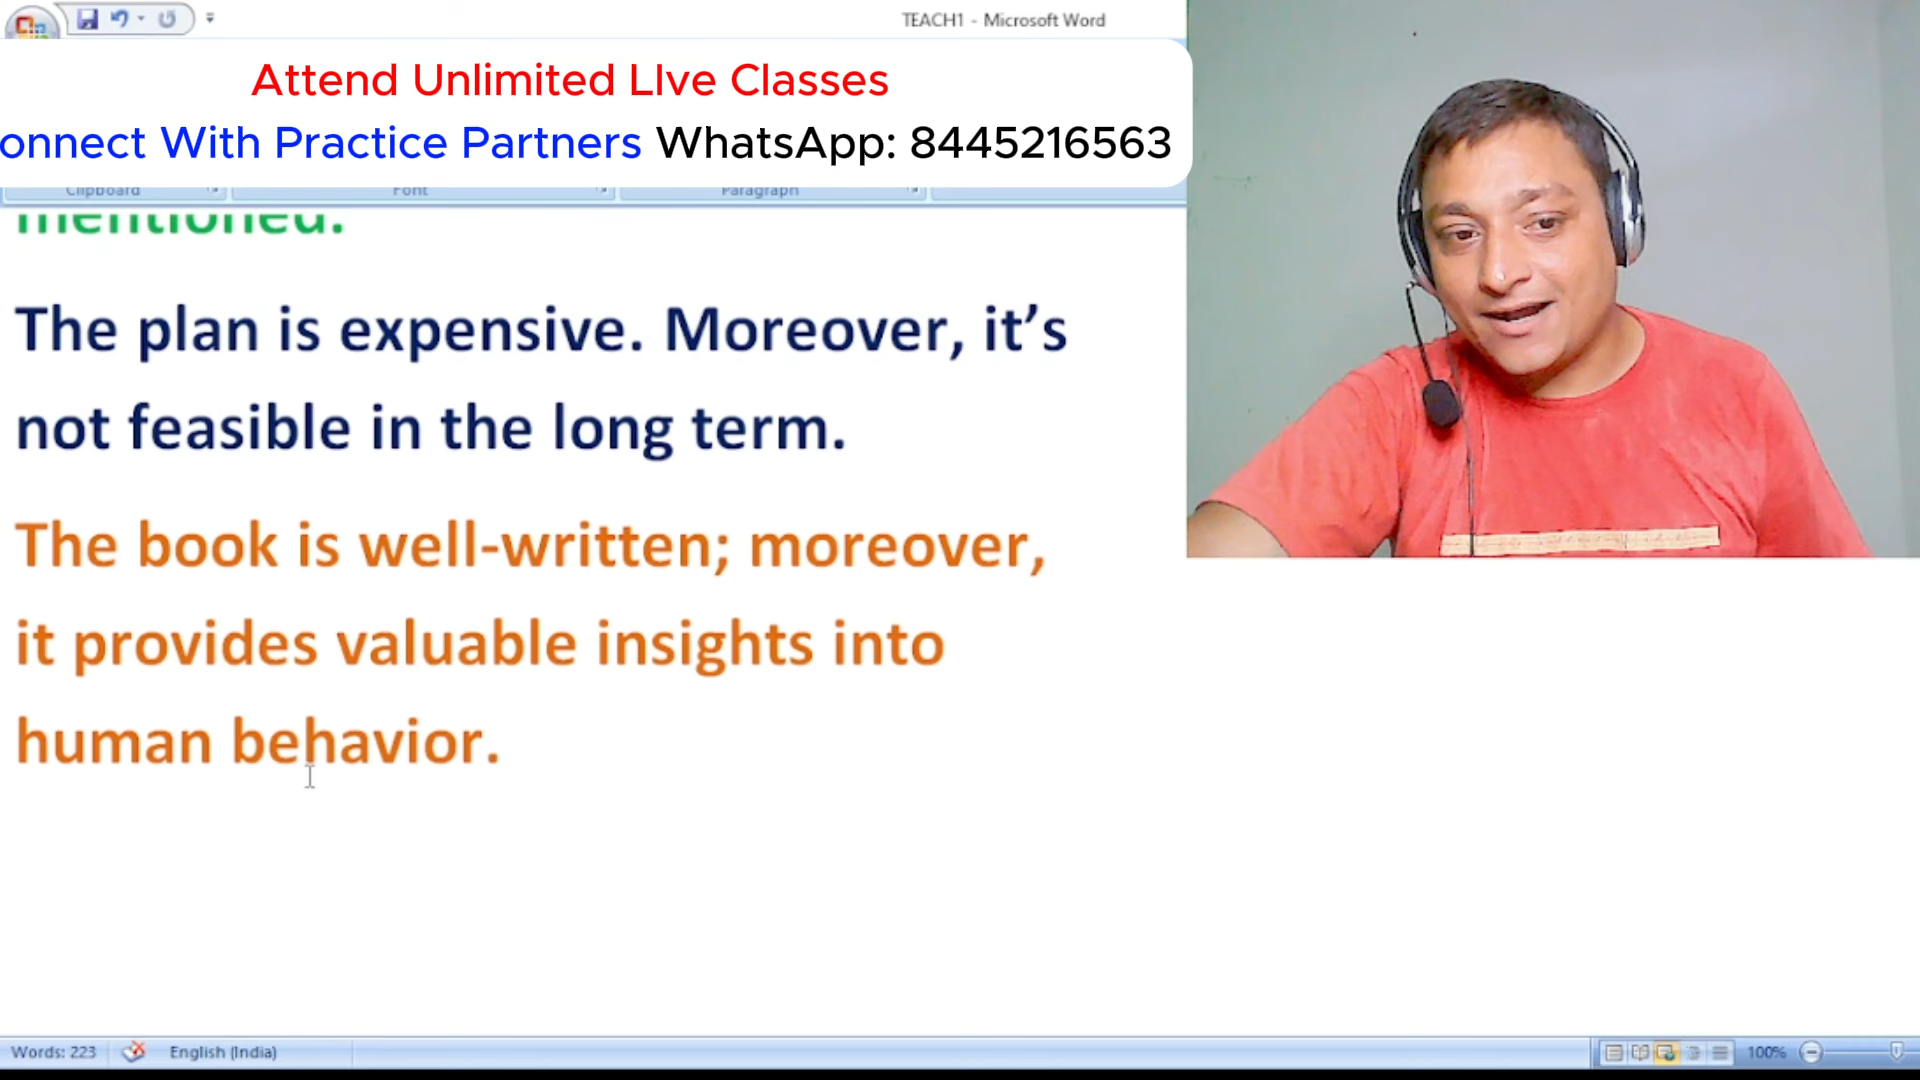 TEACH1 - Microsoft Word
Attend Unlimited LIve Classes
onnect With Practice Partners WhatsApp: 8445216563
Clipboard Font Paragraph
mentioned.
The plan is expensive. Moreover, it’s
not feasible in the long term.
The book is well-written; moreover,
it provides valuable insights into
human behavior.
Words: 223 English (India) 100%